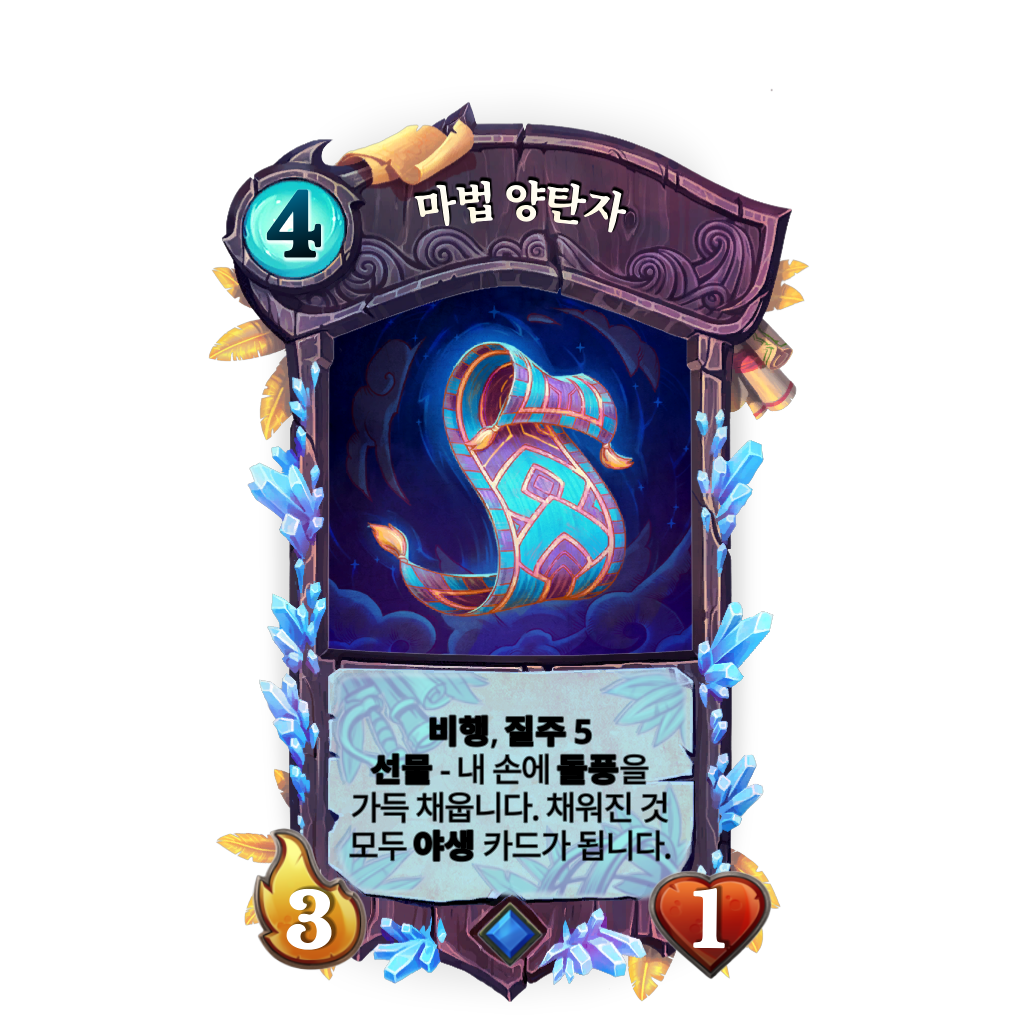 4
마법 양탄자
비행, 질주 5
선물 - 내 손에 돌풍을
가득 채웁니다. 채워진 것
모두 야생 카드가 됩니다.
3
1